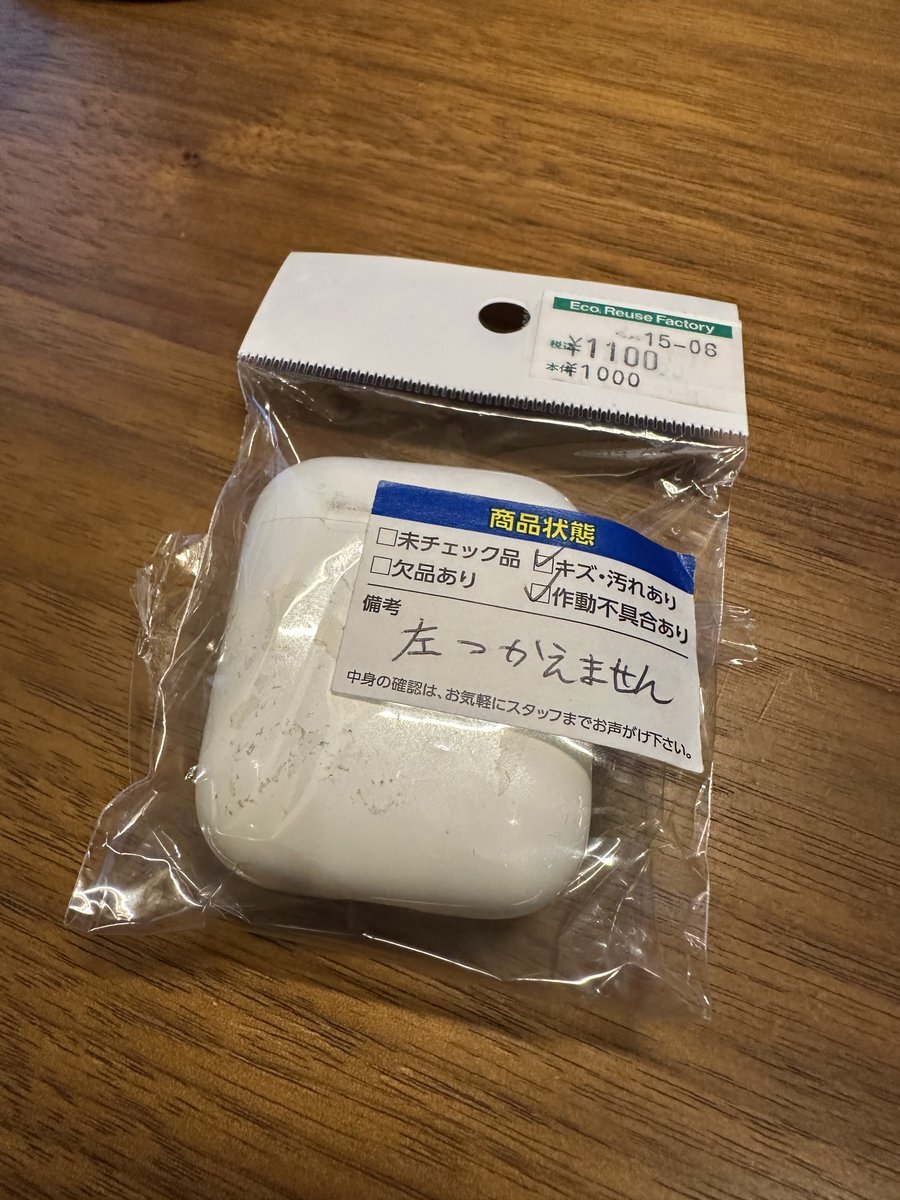 Eco. Reuse Factory
15-06
税込 ¥1100
本体 ¥1000
商品状態
□未チェック品 ☑キズ・汚れあり
□欠品あり ☑作動不具合あり
備考
左つかえません
中身の確認は、お気軽にスタッフまでお声がけ下さい。